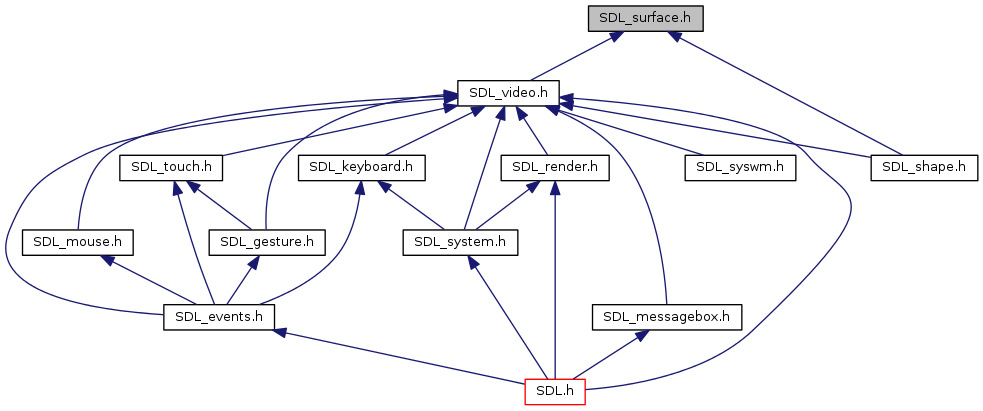 SDL_surface.h
SDL_video.h
SDL_touch.h
SDL_keyboard.h
SDL_render.h
SDL_syswm.h
SDL_shape.h
SDL_mouse.h
SDL_gesture.h
SDL_system.h
SDL_events.h
SDL_messagebox.h
SDL.h